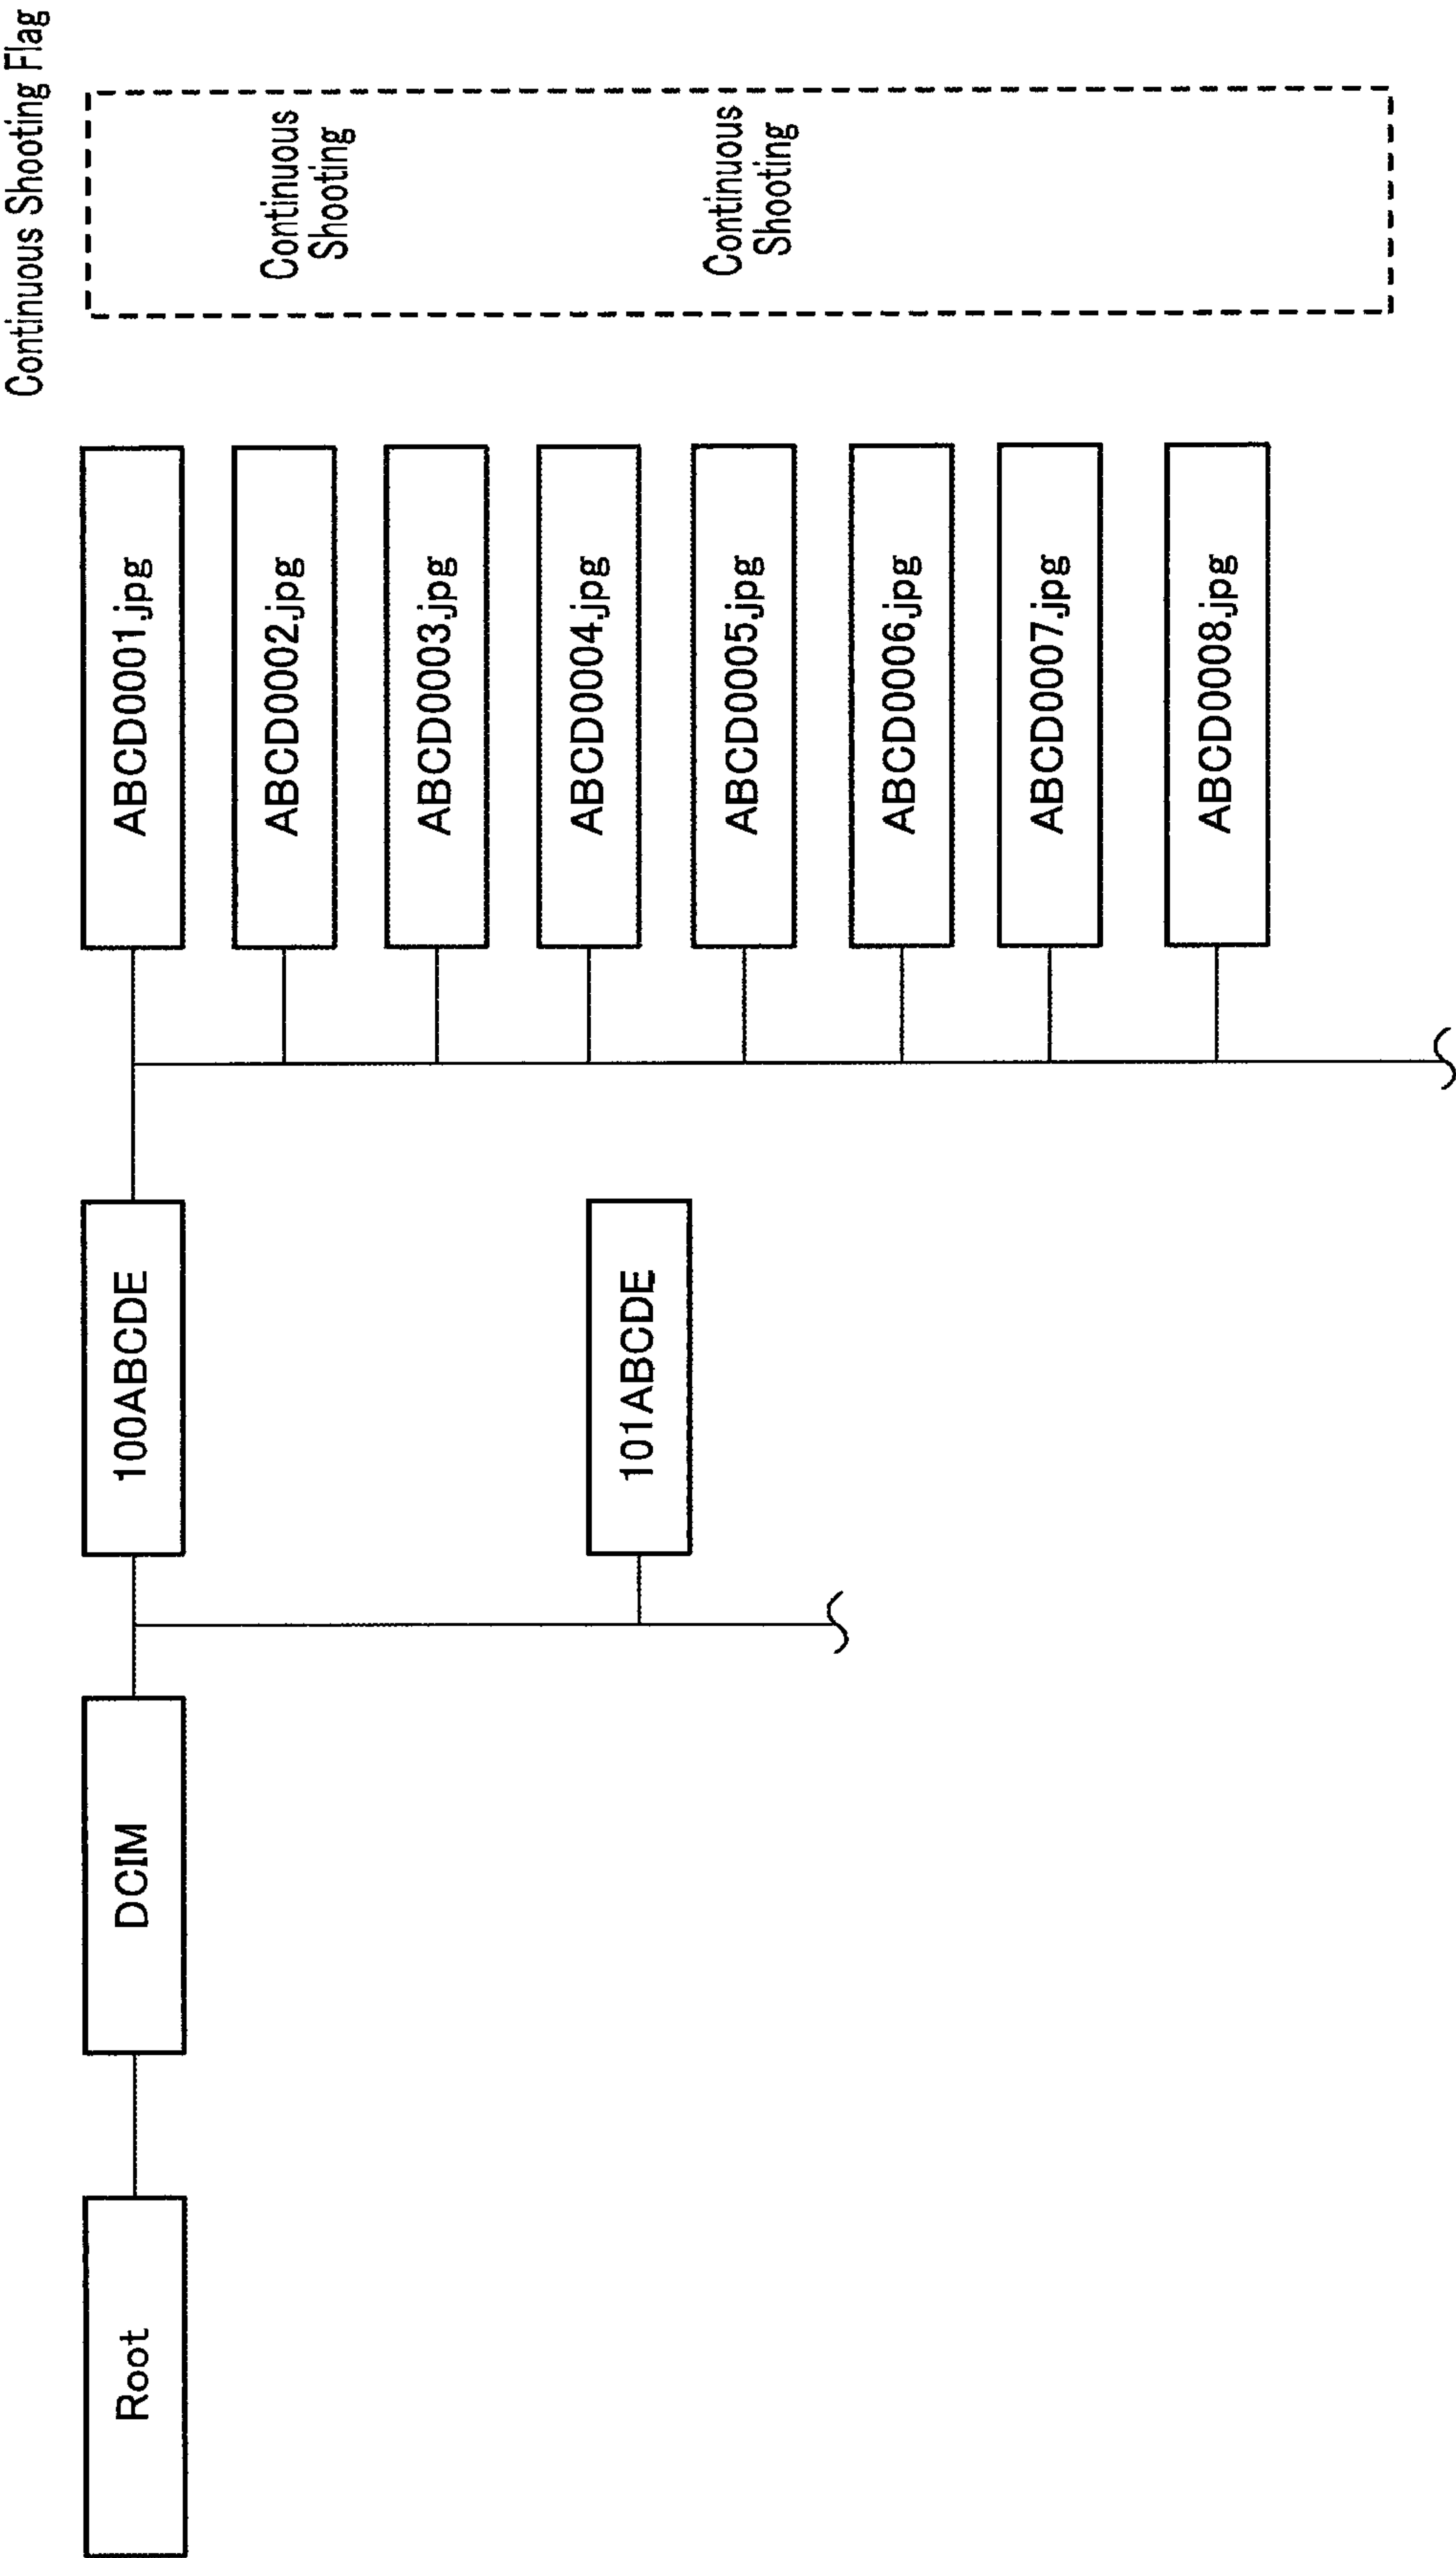 Continuous Shooting Flag
Root
DCIM
100ABCDE
ABCD0001.jpg
ABCD0002.jpg
Continuous
Shooting
ABCD0003.jpg
101ABCDE
ABCD0004.jpg
ABCD0005.jpg
Continuous
Shooting
ABCD0006.jpg
ABCD0007.jpg
ABCD0008.jpg